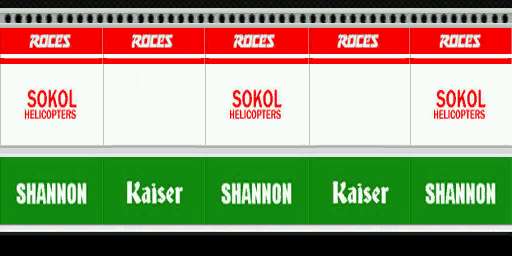 ROCES ROCES ROCES ROCES ROCES
SOKOL SOKOL SOKOL
HELICOPTERS HELICOPTERS HELICOPTERS
SHANNON Kaiser SHANNON Kaiser SHANNON